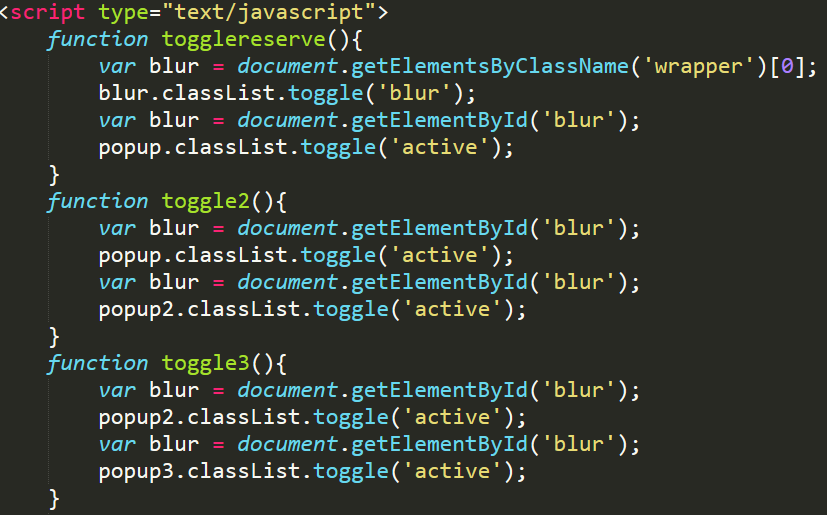 <script type="text/javascript">
function togglereserve(){
var blur = document.getElementsByClassName('wrapper')[0];
blur.classList.toggle('blur');
var blur = document.getElementById('blur');
popup.classList.toggle('active');
}
function toggle2(){
var blur = document.getElementById('blur');
popup.classList.toggle('active');
var blur = document.getElementById('blur');
popup2.classList.toggle('active');
}
function toggle3(){
var blur = document.getElementById('blur');
popup2.classList.toggle('active');
var blur = document.getElementById('blur');
popup3.classList.toggle('active');
}